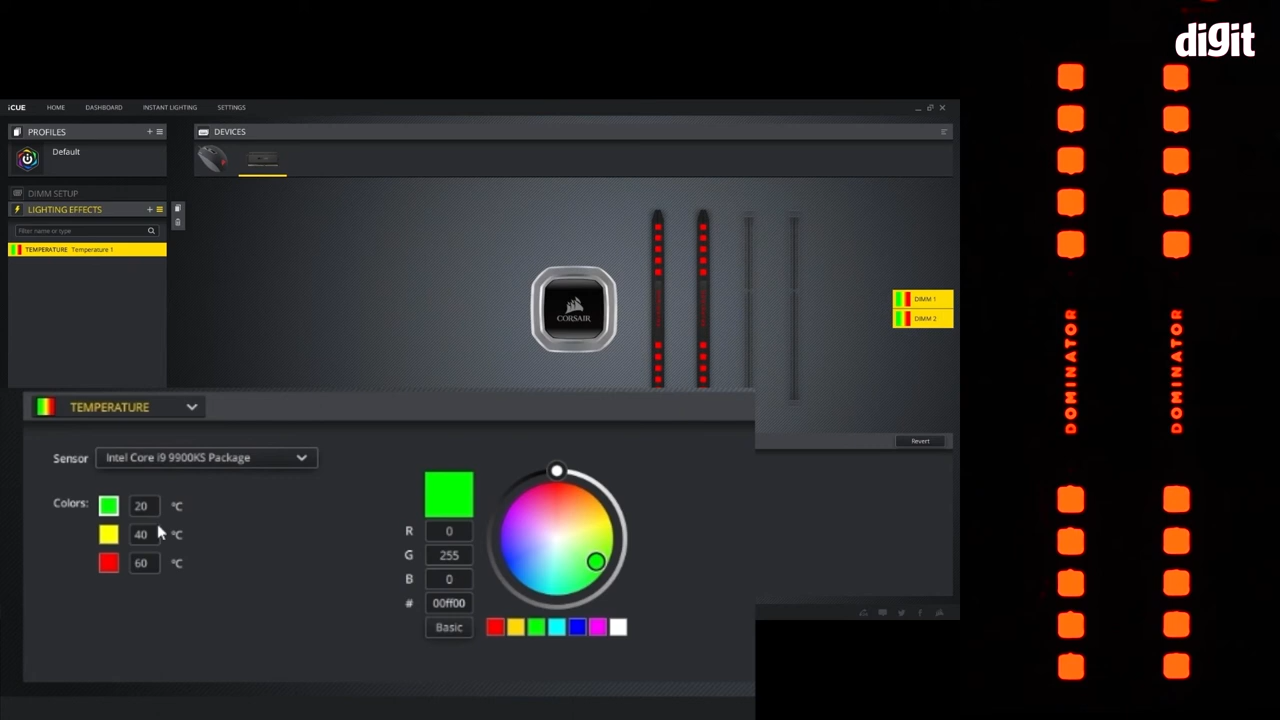 digit
iCUE HOME DASHBOARD INSTANT LIGHTING SETTINGS
PROFILES
DEVICES
Default
DIMM SETUP
LIGHTING EFFECTS
Filter name or type
TEMPERATURE Temperature 1
CORSAIR
DIMM 1
DIMM 2
DOMINATOR
DOMINATOR
TEMPERATURE
Revert
Sensor Intel Core i9 9900KS Package
Colors: 20 °C
40 °C
60 °C
R 0
G 255
B 0
# 00ff00
Basic